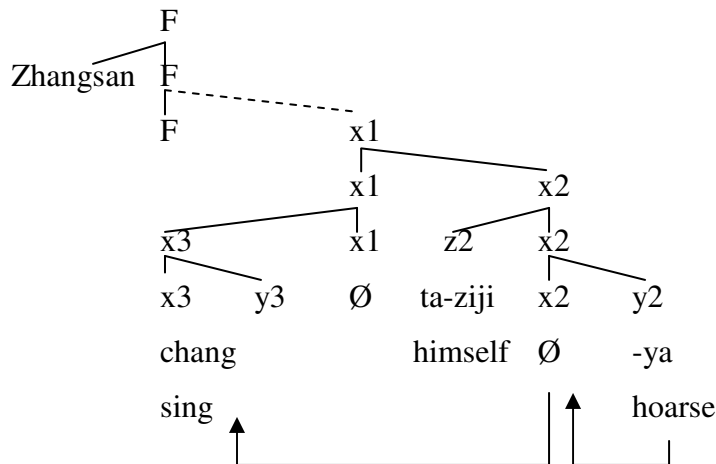 F
Zhangsan F
F x1
x1 x2
x3 x1 z2 x2
x3 y3 Ø ta-ziji x2 y2
chang himself Ø -ya
sing hoarse